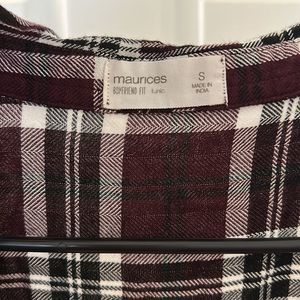 maurices
BOYFRIEND FIT tunic
S
MADE IN
INDIA